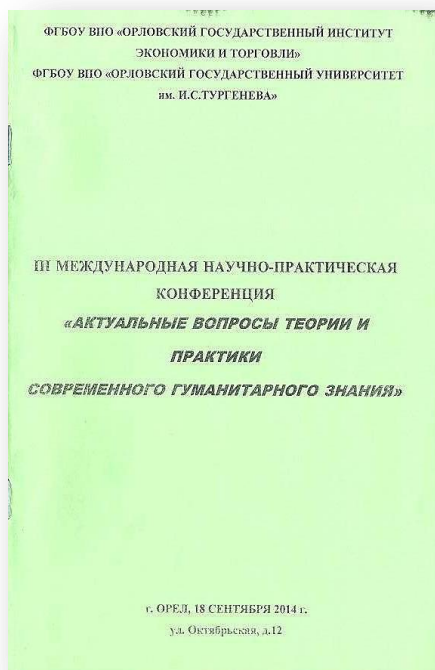 ФГБОУ ВПО «ОРЛОВСКИЙ ГОСУДАРСТВЕННЫЙ ИНСТИТУТ
ЭКОНОМИКИ И ТОРГОВЛИ»
ФГБОУ ВПО «ОРЛОВСКИЙ ГОСУДАРСТВЕННЫЙ УНИВЕРСИТЕТ
им. И.С.ТУРГЕНЕВА»
III МЕЖДУНАРОДНАЯ НАУЧНО-ПРАКТИЧЕСКАЯ
КОНФЕРЕНЦИЯ
«АКТУАЛЬНЫЕ ВОПРОСЫ ТЕОРИИ И
ПРАКТИКИ
СОВРЕМЕННОГО ГУМАНИТАРНОГО ЗНАНИЯ»
г. ОРЕЛ, 18 СЕНТЯБРЯ 2014 г.
ул. Октябрьская, д.12